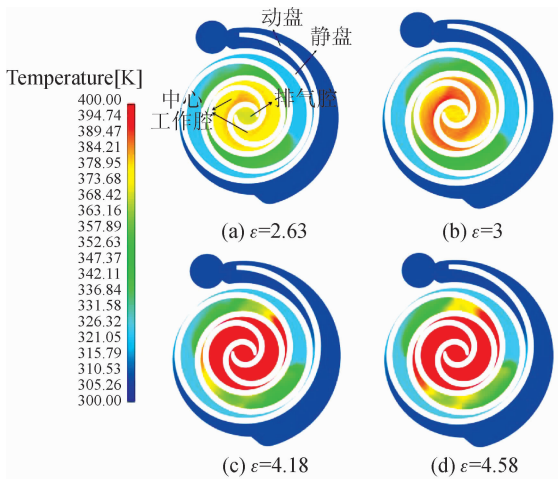 动盘
静盘
Temperature[K]
中心
工作腔
排气腔
400.00
394.74
389.47
384.21
378.95
373.68
368.42
363.16
357.89
352.63
347.37
342.11
336.84
331.58
326.32
321.05
315.79
310.53
305.26
300.00
(a) ε=2.63
(b) ε=3
(c) ε=4.18
(d) ε=4.58